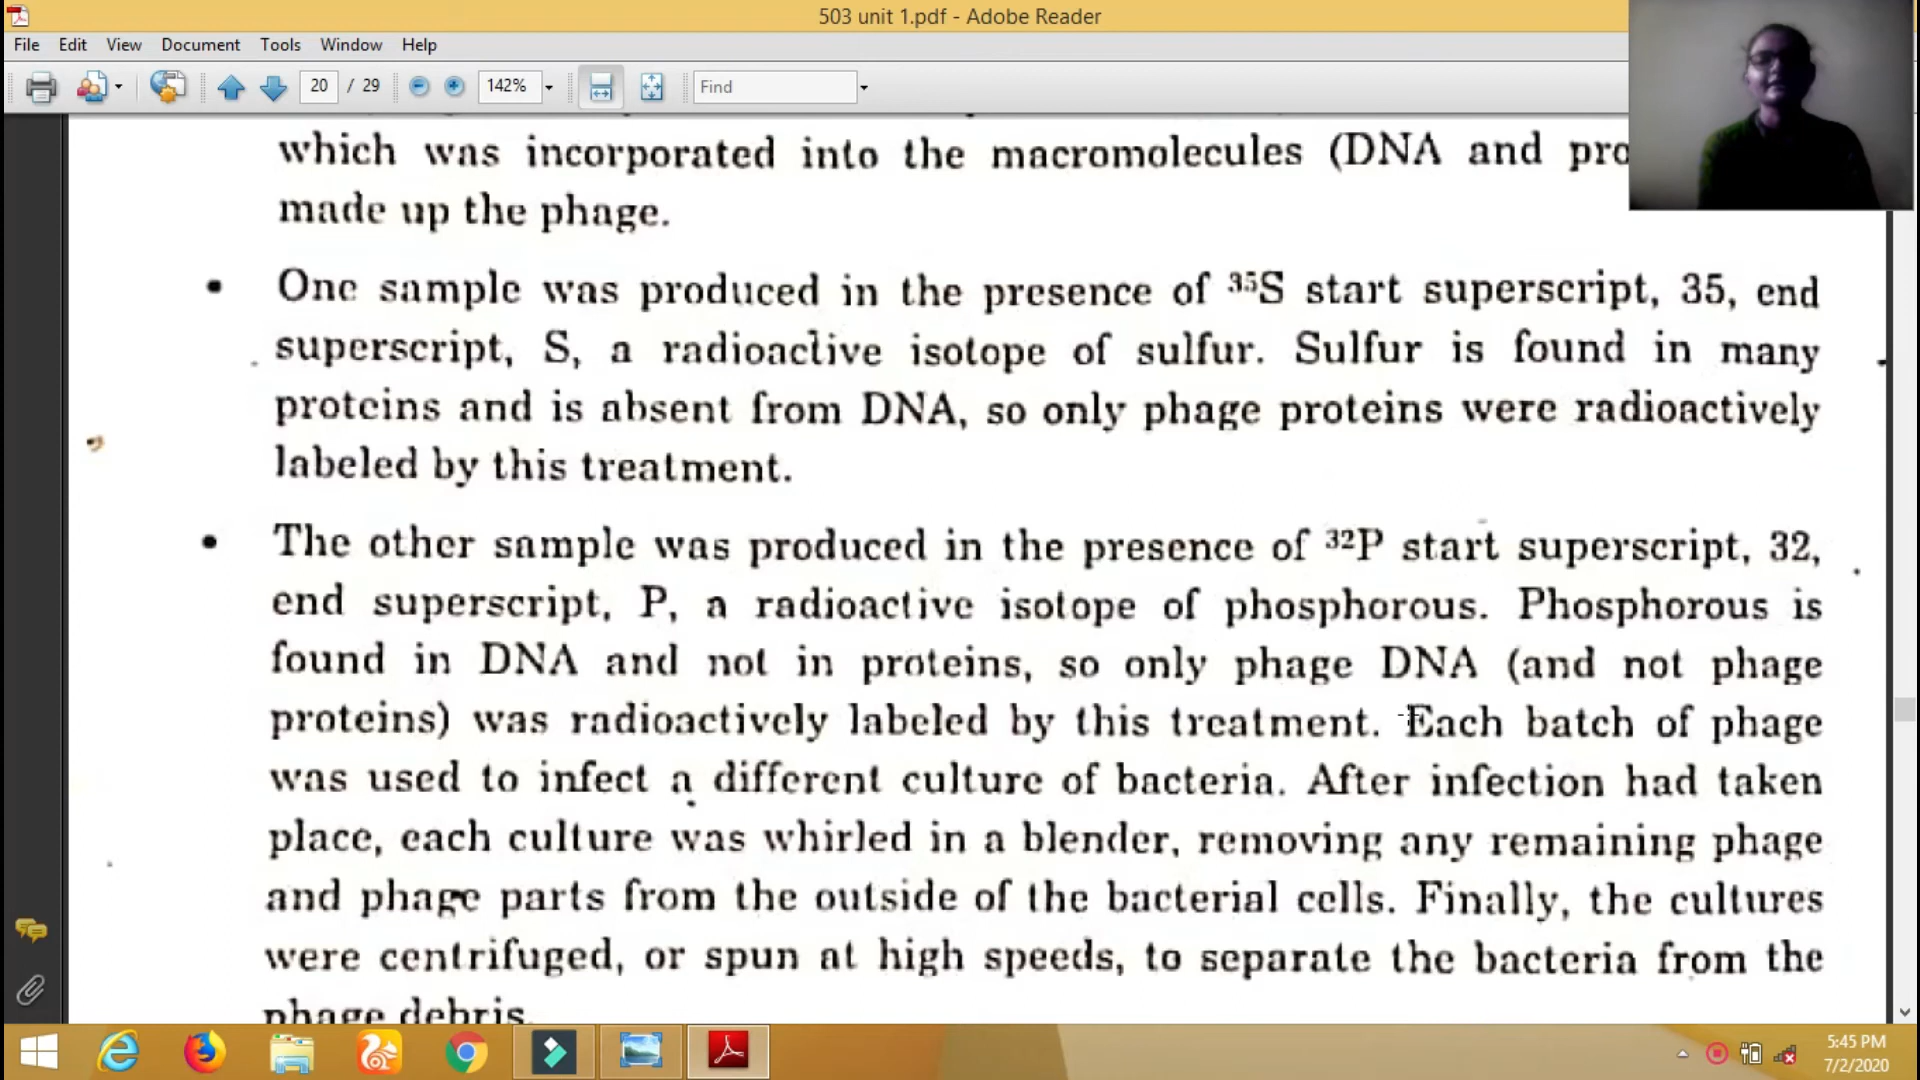 503 unit 1.pdf - Adobe Reader
File Edit View Document Tools Window Help
20 / 29 142% Find
which was incorporated into the macromolecules (DNA and
made up the phage.
• One sample was produced in the presence of ³⁵S start superscript, 35, end
superscript, S, a radioactive isotope of sulfur. Sulfur is found in many
proteins and is absent from DNA, so only phage proteins were radioactively
labeled by this treatment.
• The other sample was produced in the presence of ³²P start superscript, 32,
end superscript, P, a radioactive isotope of phosphorous. Phosphorous is
found in DNA and not in proteins, so only phage DNA (and not phage
proteins) was radioactively labeled by this treatment. Each batch of phage
was used to infect a different culture of bacteria. After infection had taken
place, each culture was whirled in a blender, removing any remaining phage
and phage parts from the outside of the bacterial cells. Finally, the cultures
were centrifuged, or spun at high speeds, to separate the bacteria from the
phage debris.
5:45 PM
7/2/2020